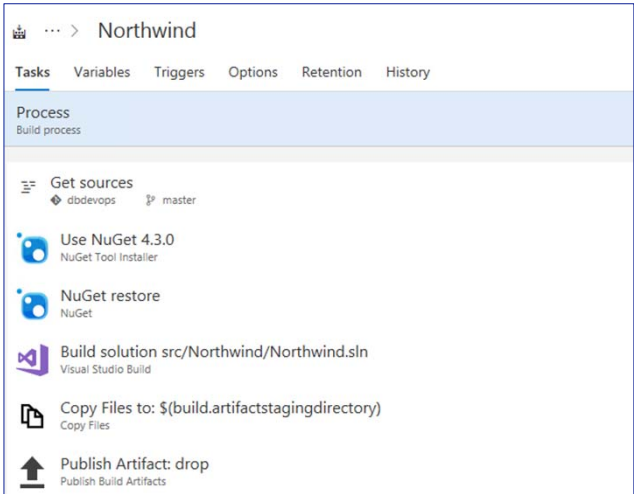 ... > Northwind
Tasks Variables Triggers Options Retention History
Process
Build process
Get sources
dbdevops master
Use NuGet 4.3.0
NuGet Tool Installer
NuGet restore
NuGet
Build solution src/Northwind/Northwind.sln
Visual Studio Build
Copy Files to: $(build.artifactstagingdirectory)
Copy Files
Publish Artifact: drop
Publish Build Artifacts